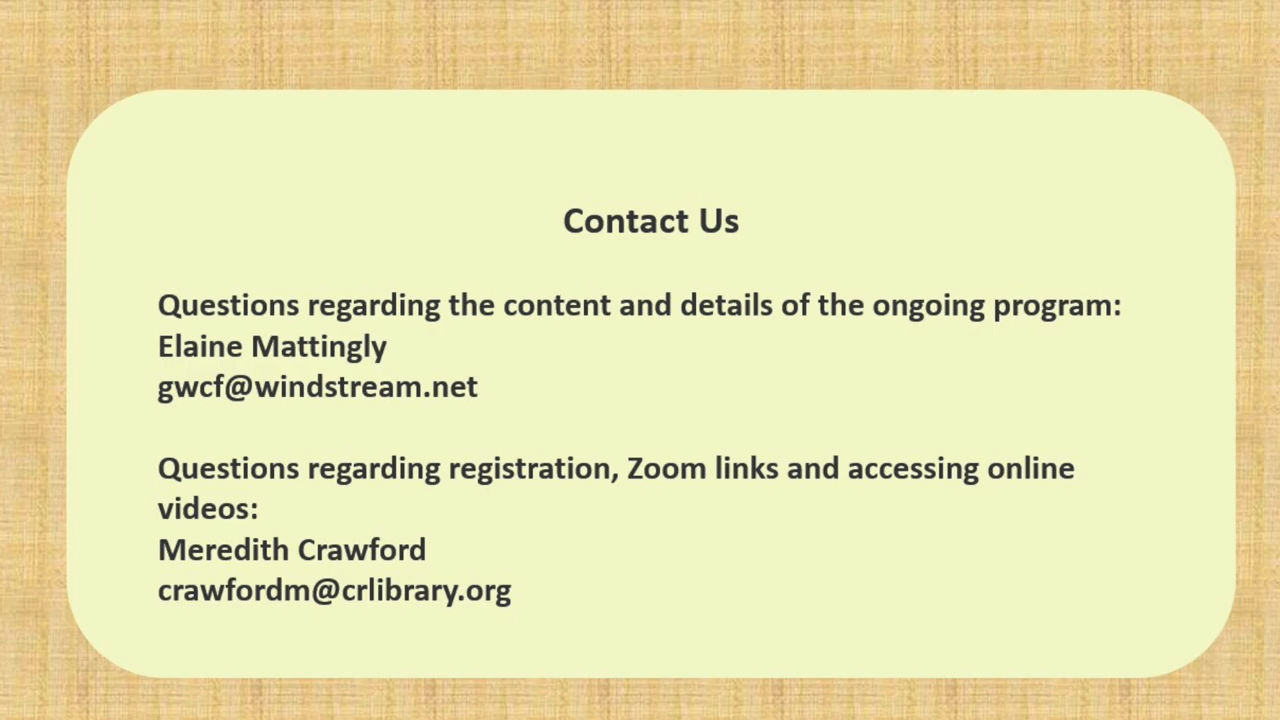 Contact Us
Questions regarding the content and details of the ongoing program:
Elaine Mattingly
gwcf@windstream.net
Questions regarding registration, Zoom links and accessing online
videos:
Meredith Crawford
crawfordm@crlibrary.org